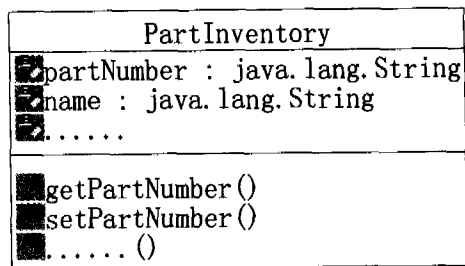 PartInventory
partNumber : java.lang.String
name : java.lang.String
......
getPartNumber()
setPartNumber()
......()